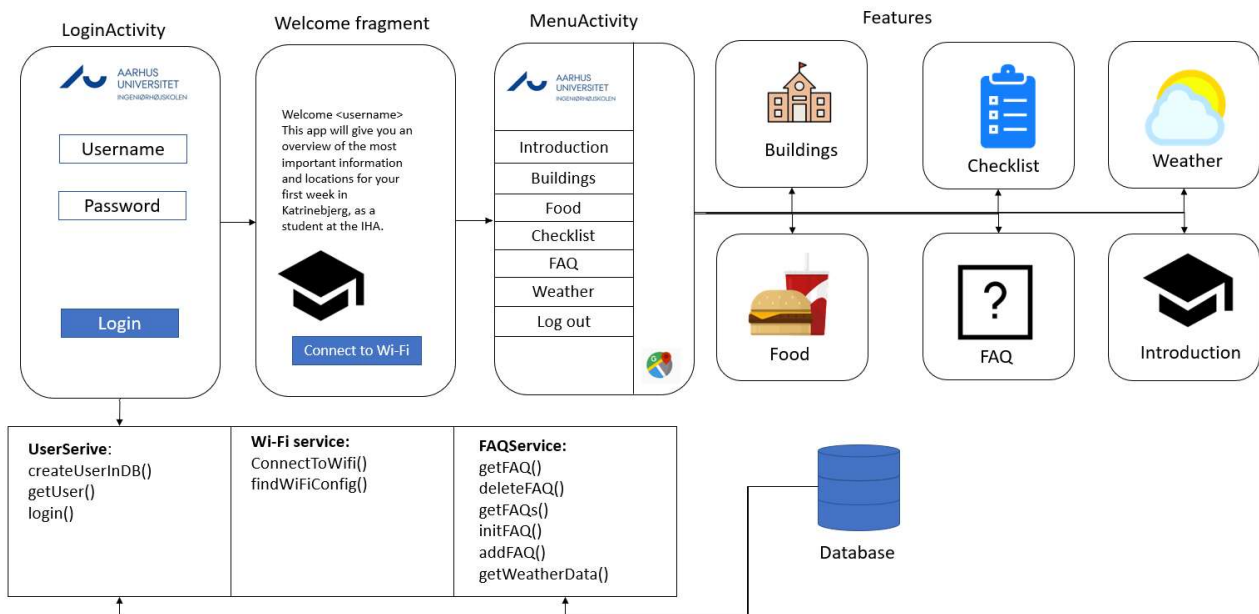 LoginActivity
AARHUS
UNIVERSITET
INGENIØRHØJSKOLEN
Username
Password
Login
Welcome fragment
Welcome <username>
This app will give you an
overview of the most
important information
and locations for your
first week in
Katrinebjerg, as a
student at the IHA.
Connect to Wi-Fi
MenuActivity
AARHUS
UNIVERSITET
INGENIØRHØJSKOLEN
Introduction
Buildings
Food
Checklist
FAQ
Weather
Log out
Features
Buildings
Checklist
Weather
Food
?
FAQ
Introduction
UserSerive:
createUserInDB()
getUser()
login()
Wi-Fi service:
ConnectToWifi()
findWiFiConfig()
FAQService:
getFAQ()
deleteFAQ()
getFAQs()
initFAQ()
addFAQ()
getWeatherData()
Database